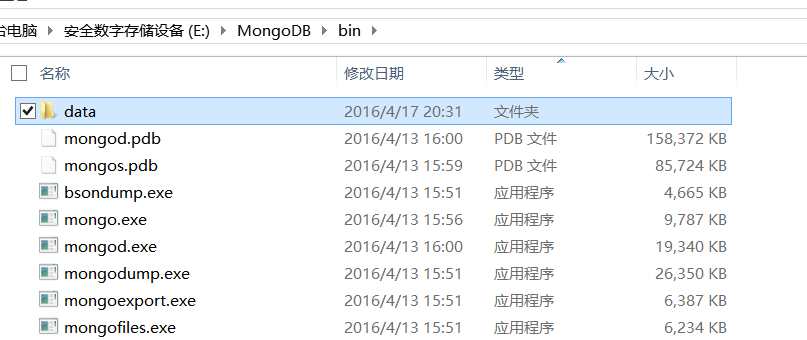 台电脑 安全数字存储设备 (E:) MongoDB bin
名称 修改日期 类型 大小
data 2016/4/17 20:31 文件夹
mongod.pdb 2016/4/13 16:00 PDB 文件 158,372 KB
mongos.pdb 2016/4/13 15:59 PDB 文件 85,724 KB
bsondump.exe 2016/4/13 15:51 应用程序 4,665 KB
mongo.exe 2016/4/13 15:56 应用程序 9,787 KB
mongod.exe 2016/4/13 16:00 应用程序 19,340 KB
mongodump.exe 2016/4/13 15:51 应用程序 26,350 KB
mongoexport.exe 2016/4/13 15:51 应用程序 6,387 KB
mongofiles.exe 2016/4/13 15:51 应用程序 6,234 KB